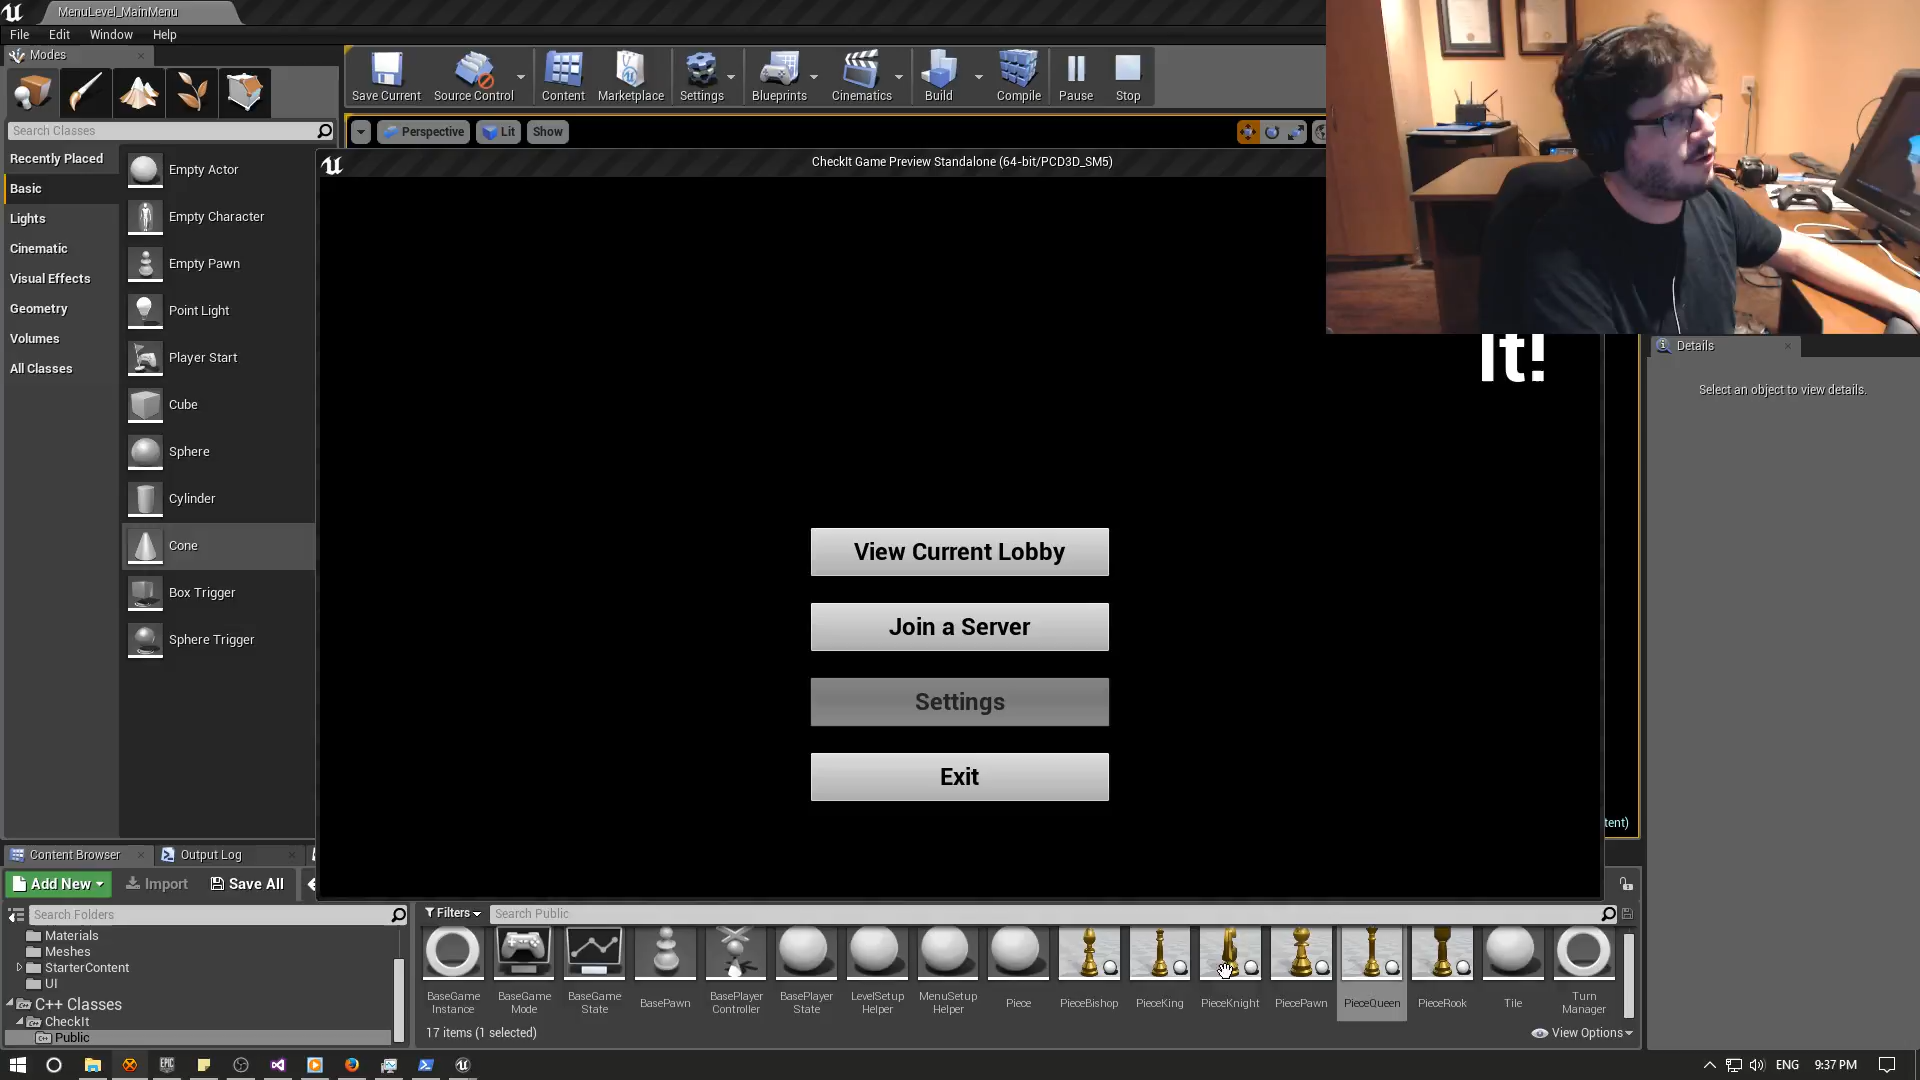 MenuLevel_MainMenu
File Edit Window Help
Modes
Save Current Source Control Content Marketplace Settings Blueprints Cinematics Build Compile Pause Stop
Search Classes
Perspective Lit Show
Recently Placed
Basic
Lights
Cinematic
Visual Effects
Geometry
Volumes
All Classes
Empty Actor
Empty Character
Empty Pawn
Point Light
Player Start
Cube
Sphere
Cylinder
Cone
Box Trigger
Sphere Trigger
CheckIt Game Preview Standalone (64-bit/PCD3D_SM5)
It!
View Current Lobby
Join a Server
Settings
Exit
Details
Select an object to view details.
tent)
Content Browser Output Log
Add New Import Save All
Search Folders
Materials
Meshes
StarterContent
UI
C++ Classes
CheckIt
Public
Filters Search Public
BaseGame Instance
BaseGame Mode
BaseGame State
BasePawn
BasePlayer Controller
BasePlayer State
LevelSetup Helper
MenuSetup Helper
Piece
PieceBishop
PieceKing
PieceKnight
PiecePawn
PieceQueen
PieceRook
Tile
Turn Manager
17 items (1 selected)
View Options
EPIC
ENG 9:37 PM